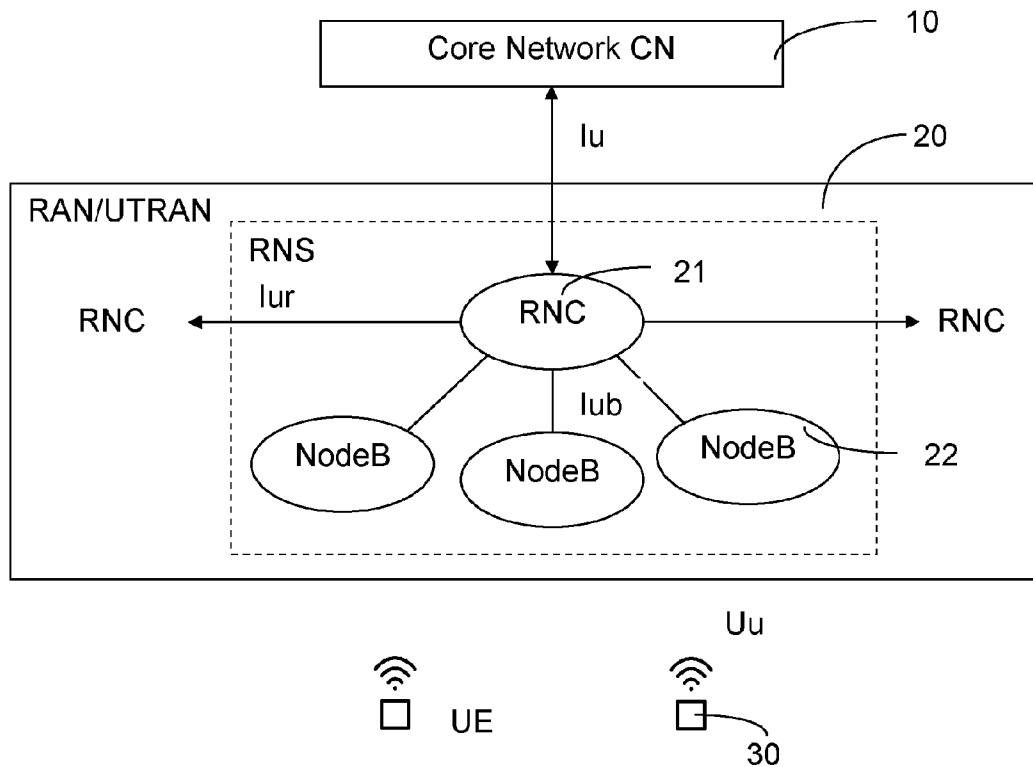 10
Core Network CN
Iu
20
RAN/UTRAN
RNS
21
Iur
RNC
RNC
RNC
Iub
NodeB
NodeB
NodeB
22
Uu
UE
30